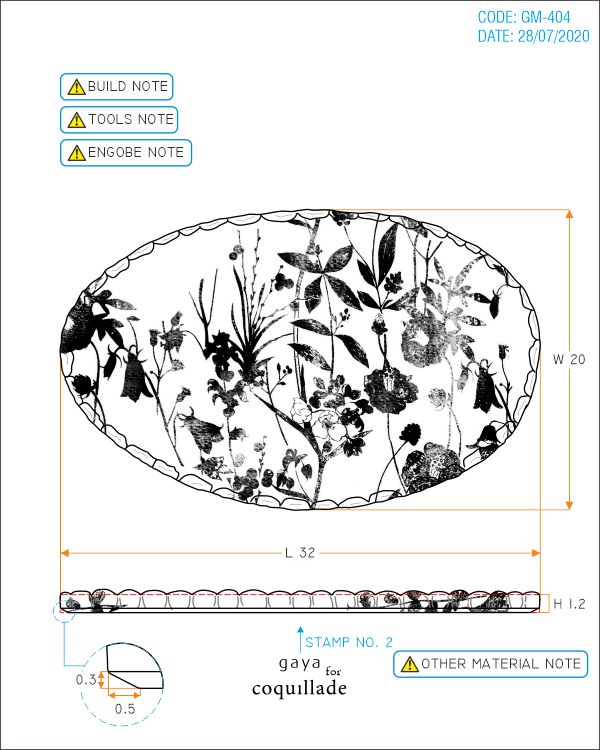 CODE: GM-404
DATE: 28/07/2020
BUILD NOTE
TOOLS NOTE
ENGOBE NOTE
W 20
L 32
H 1.2
STAMP NO. 2
gaya for
coquillade
OTHER MATERIAL NOTE
0.3
0.5